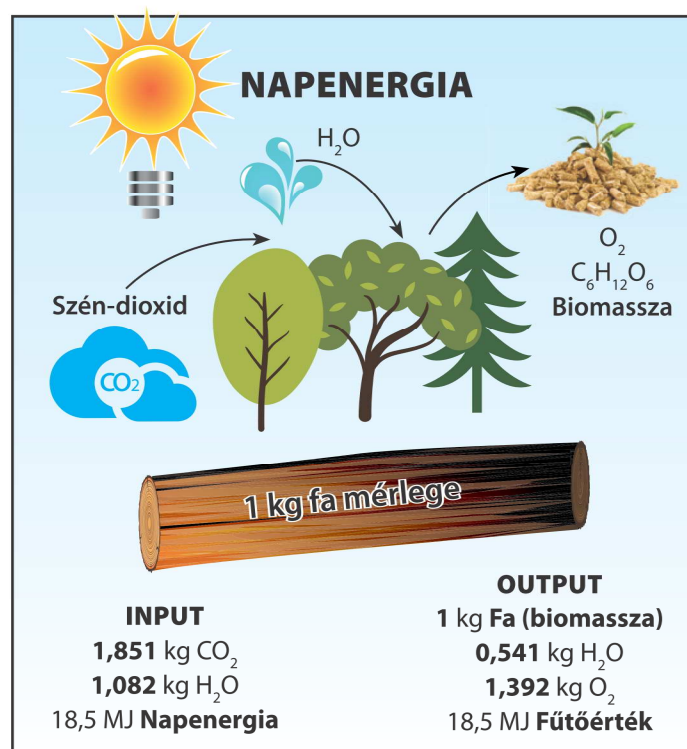 NAPENERGIA
H₂O
O₂
C₆H₁₂O₆
Biomassza
Szén-dioxid
CO₂
1 kg fa mérlege
INPUT
1,851 kg CO₂
1,082 kg H₂O
18,5 MJ Napenergia
OUTPUT
1 kg Fa (biomassza)
0,541 kg H₂O
1,392 kg O₂
18,5 MJ Fűtőérték